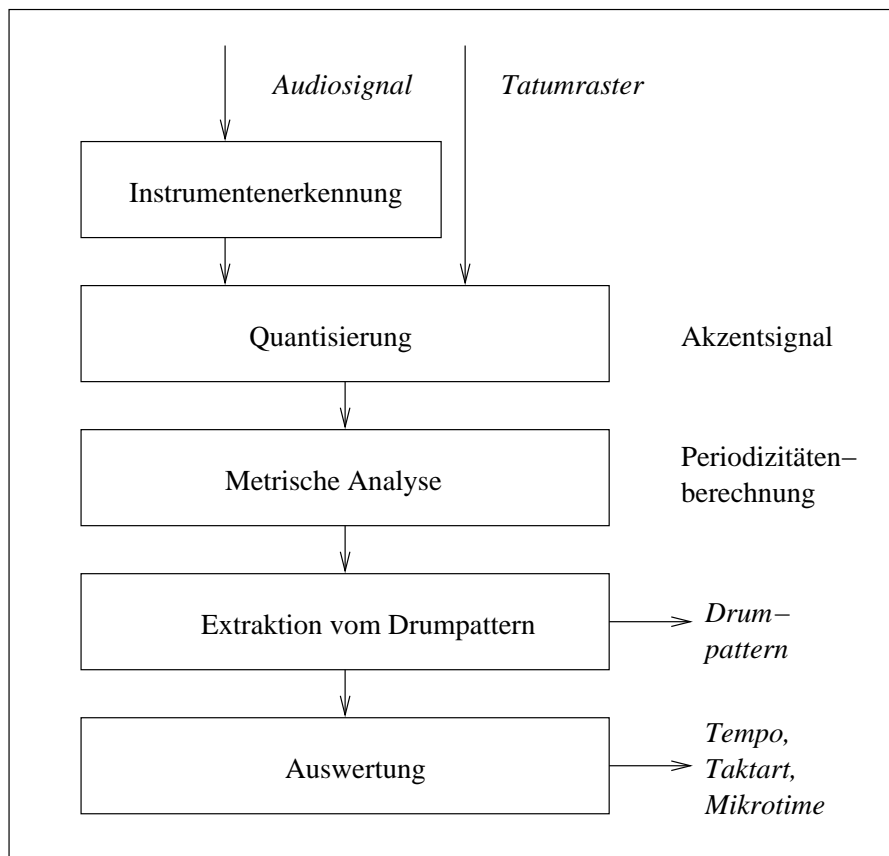 Audiosignal
Tatumraster
Instrumentenerkennung
Quantisierung
Akzentsignal
Metrische Analyse
Periodizitäten–
berechnung
Extraktion vom Drumpattern
Drum–
pattern
Auswertung
Tempo,
Taktart,
Mikrotime